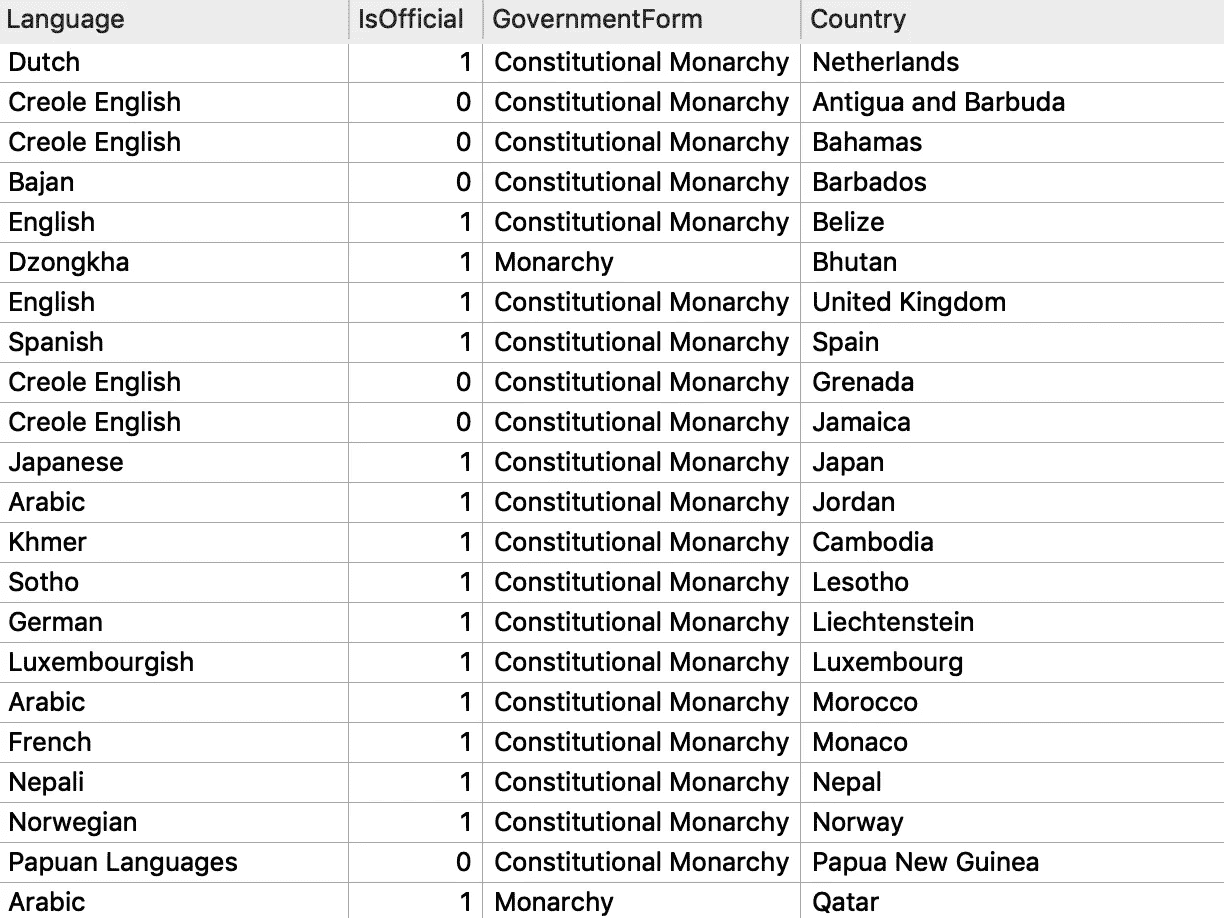 Language IsOfficial GovernmentForm Country
Dutch 1 Constitutional Monarchy Netherlands
Creole English 0 Constitutional Monarchy Antigua and Barbuda
Creole English 0 Constitutional Monarchy Bahamas
Bajan 0 Constitutional Monarchy Barbados
English 1 Constitutional Monarchy Belize
Dzongkha 1 Monarchy Bhutan
English 1 Constitutional Monarchy United Kingdom
Spanish 1 Constitutional Monarchy Spain
Creole English 0 Constitutional Monarchy Grenada
Creole English 0 Constitutional Monarchy Jamaica
Japanese 1 Constitutional Monarchy Japan
Arabic 1 Constitutional Monarchy Jordan
Khmer 1 Constitutional Monarchy Cambodia
Sotho 1 Constitutional Monarchy Lesotho
German 1 Constitutional Monarchy Liechtenstein
Luxembourgish 1 Constitutional Monarchy Luxembourg
Arabic 1 Constitutional Monarchy Morocco
French 1 Constitutional Monarchy Monaco
Nepali 1 Constitutional Monarchy Nepal
Norwegian 1 Constitutional Monarchy Norway
Papuan Languages 0 Constitutional Monarchy Papua New Guinea
Arabic 1 Monarchy Qatar